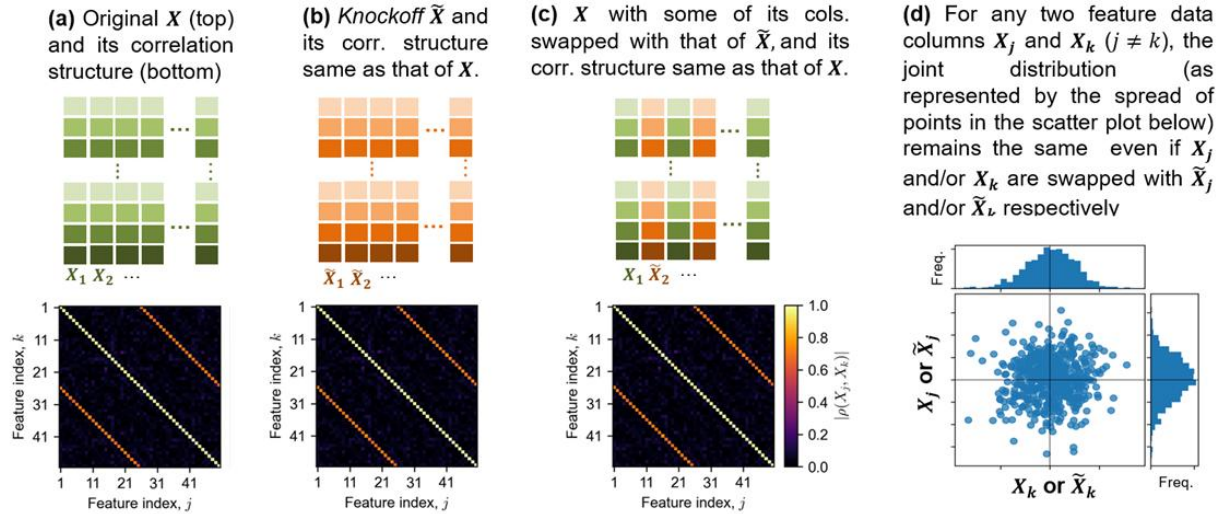 (a) Original X (top)
and its correlation
structure (bottom)
X₁ X₂ ...
1
11
21
31
41
Feature index, k
1 11 21 31 41
Feature index, j
(b) Knockoff X̃ and
its corr. structure
same as that of X.
X̃₁ X̃₂ ...
1
11
21
31
41
Feature index, k
1 11 21 31 41
Feature index, j
(c) X with some of its cols.
swapped with that of X̃, and its
corr. structure same as that of X.
X₁ X̃₂ ...
1
11
21
31
41
Feature index, k
1 11 21 31 41
Feature index, j
1.0
0.8
0.6
0.4
0.2
0.0
|ρ(Xⱼ, Xₖ)|
(d) For any two feature data
columns Xⱼ and Xₖ (j ≠ k), the
joint distribution (as
represented by the spread of
points in the scatter plot below)
remains the same even if Xⱼ
and/or Xₖ are swapped with X̃ⱼ
and/or X̃ₖ respectively
Freq.
Xⱼ or X̃ⱼ
Xₖ or X̃ₖ
Freq.